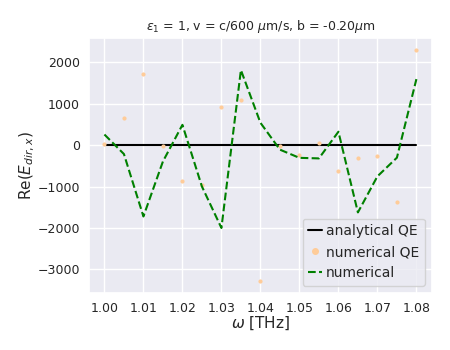 ε₁ = 1, v = c/600 μm/s, b = -0.20μm
Re(E_{dir,x})
2000
1000
0
−1000
−2000
−3000
analytical QE
numerical QE
numerical
1.00 1.01 1.02 1.03 1.04 1.05 1.06 1.07 1.08
ω [THz]